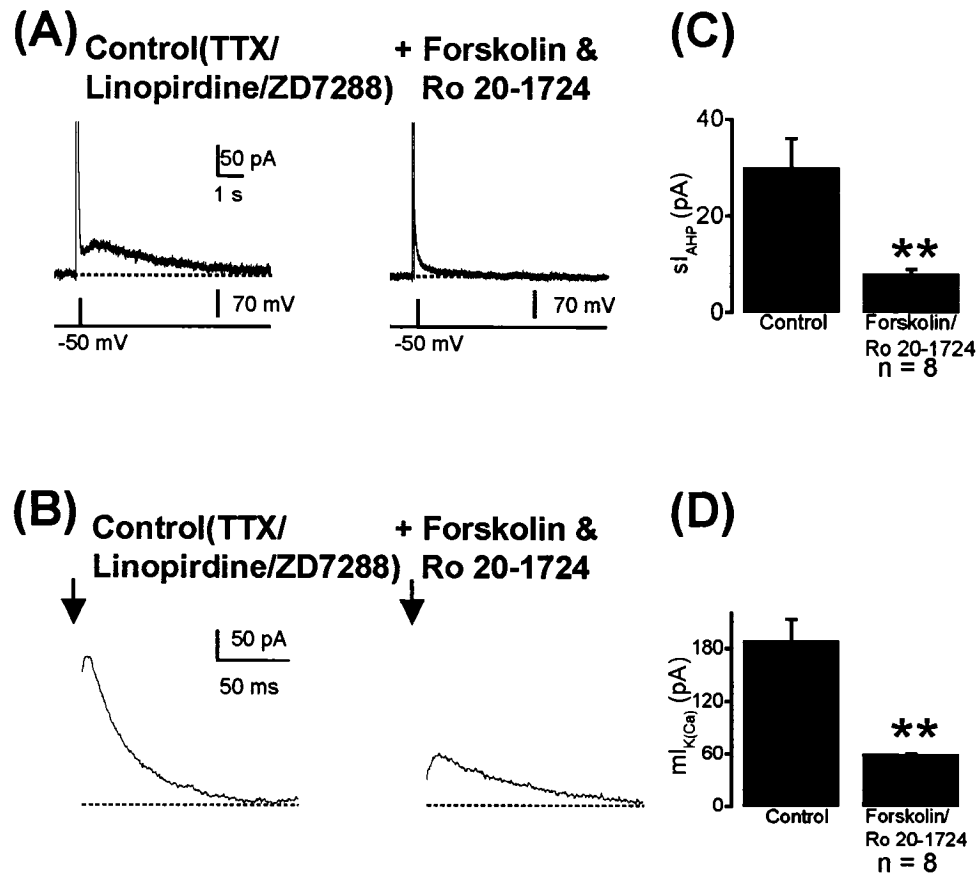 (A)
Control(TTX/
Linopirdine/ZD7288)
+ Forskolin &
Ro 20-1724
50 pA
1 s
70 mV
-50 mV
70 mV
-50 mV
(C)
sI_AHP (pA)
40
20
0
Control
Forskolin/
Ro 20-1724
**
n = 8
(B)
Control(TTX/
Linopirdine/ZD7288)
+ Forskolin &
Ro 20-1724
50 pA
50 ms
(D)
mI_K(Ca) (pA)
180
120
60
0
Control
Forskolin/
Ro 20-1724
**
n = 8